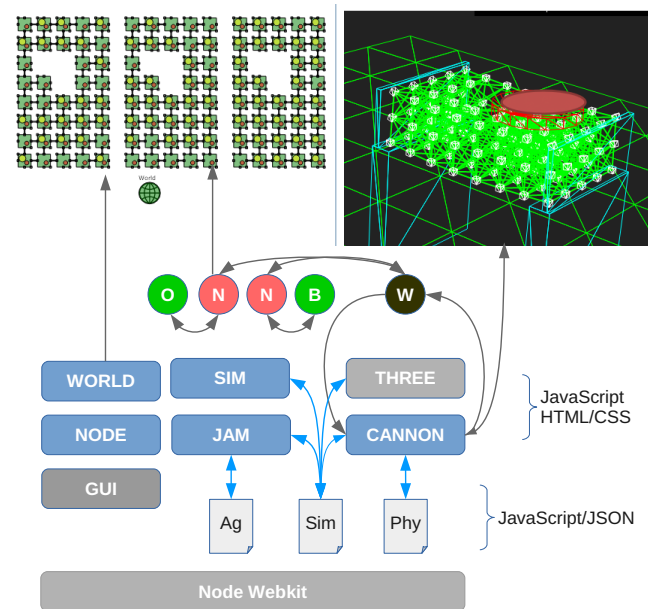 World
O
N
N
B
W
WORLD
SIM
THREE
NODE
JAM
CANNON
GUI
JavaScript
HTML/CSS
Ag
Sim
Phy
JavaScript/JSON
Node Webkit